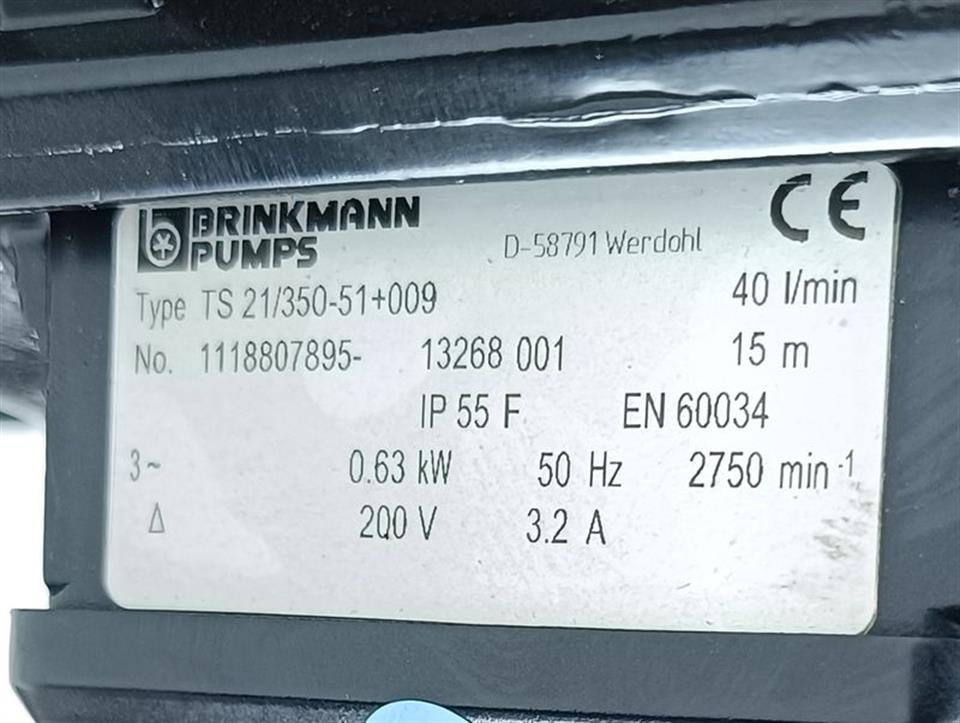 BRINKMANN
PUMPS
D-58791 Werdohl
CE
Type TS 21/350-51+009 40 l/min
No. 1118807895- 13268 001 15 m
IP 55 F EN 60034
3~ 0.63 kW 50 Hz 2750 min-1
Δ 200 V 3.2 A